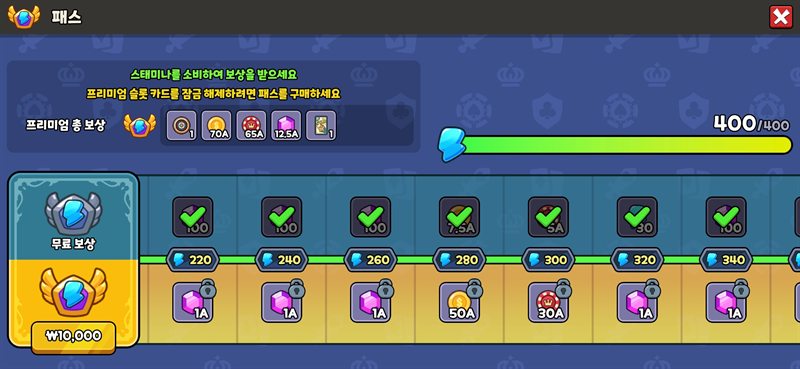 패스
스태미나를 소비하여 보상을 받으세요
프리미엄 슬롯 카드를 잠금 해제하려면 패스를 구매하세요
프리미엄 총 보상
1 70A 65A 12.5A 1
400/400
무료 보상
100 100 100 7.5A 5A 30 100
220 240 260 280 300 320 340
1A 1A 1A 50A 30A 1A 1A
₩10,000